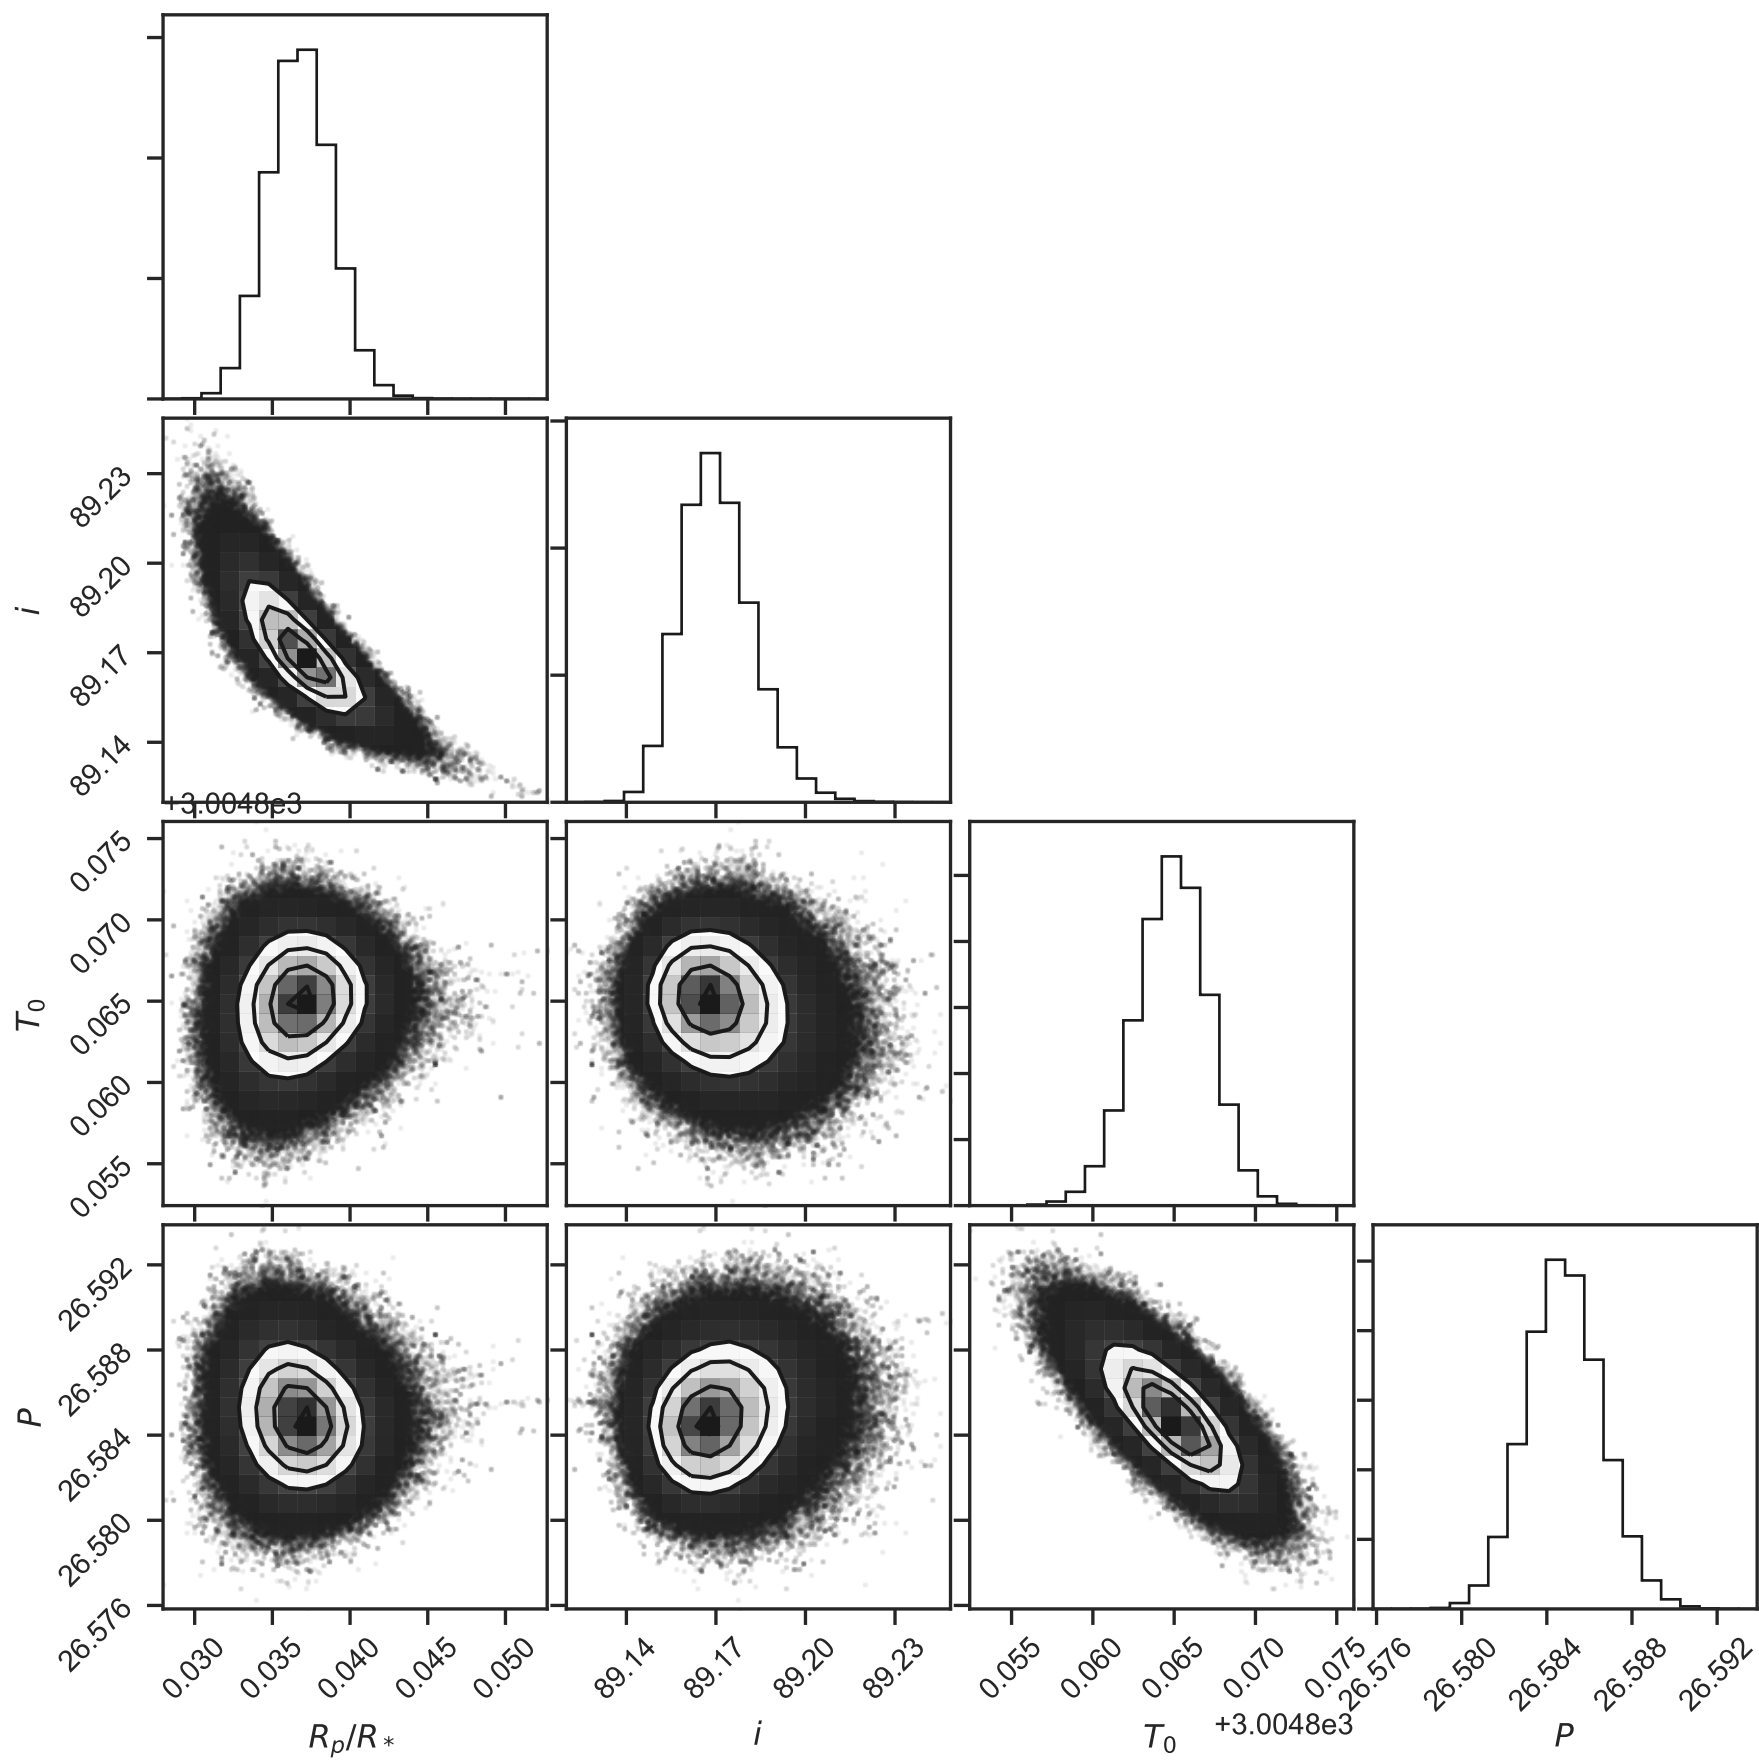 89.23
89.20
89.17
89.14
i
+3.0048e3
0.075
0.070
0.065
0.060
0.055
T₀
26.592
26.588
26.584
26.580
26.576
P
0.030 0.035 0.040 0.045 0.050
89.14 89.17 89.20 89.23
0.055 0.060 0.065 0.070 0.075
26.576 26.580 26.584 26.588 26.592
Rₚ/R*
i
T₀
+3.0048e3
P